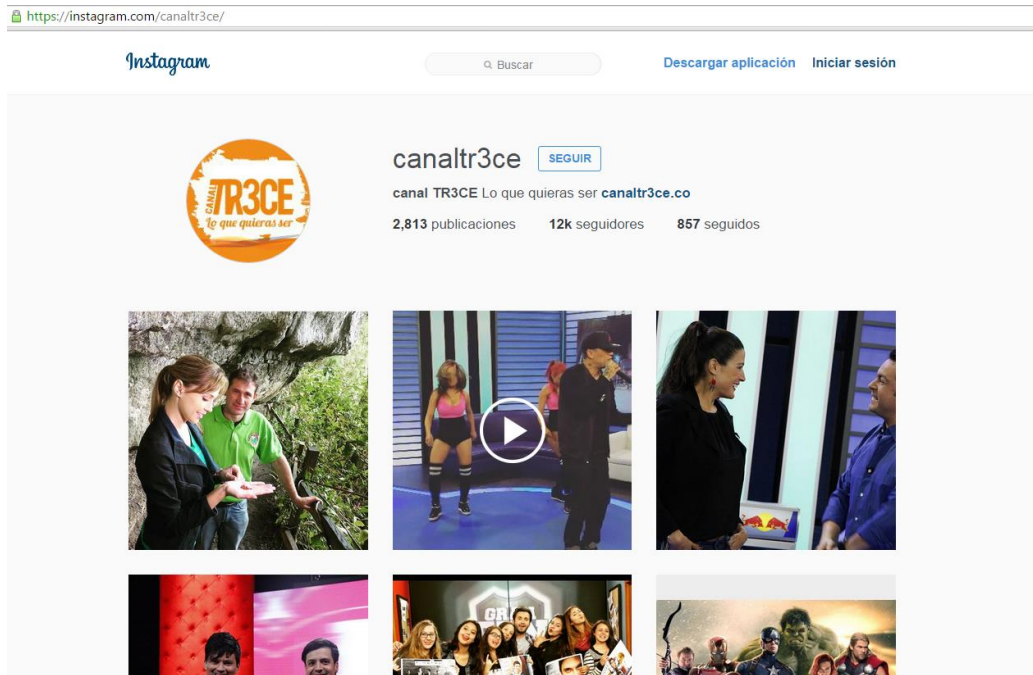 https://instagram.com/canaltr3ce/
Instagram
Buscar
Descargar aplicación Iniciar sesión
CANAL
TR3CE
Lo que quieras ser
canaltr3ce SEGUIR
canal TR3CE Lo que quieras ser canaltr3ce.co
2,813 publicaciones 12k seguidores 857 seguidos